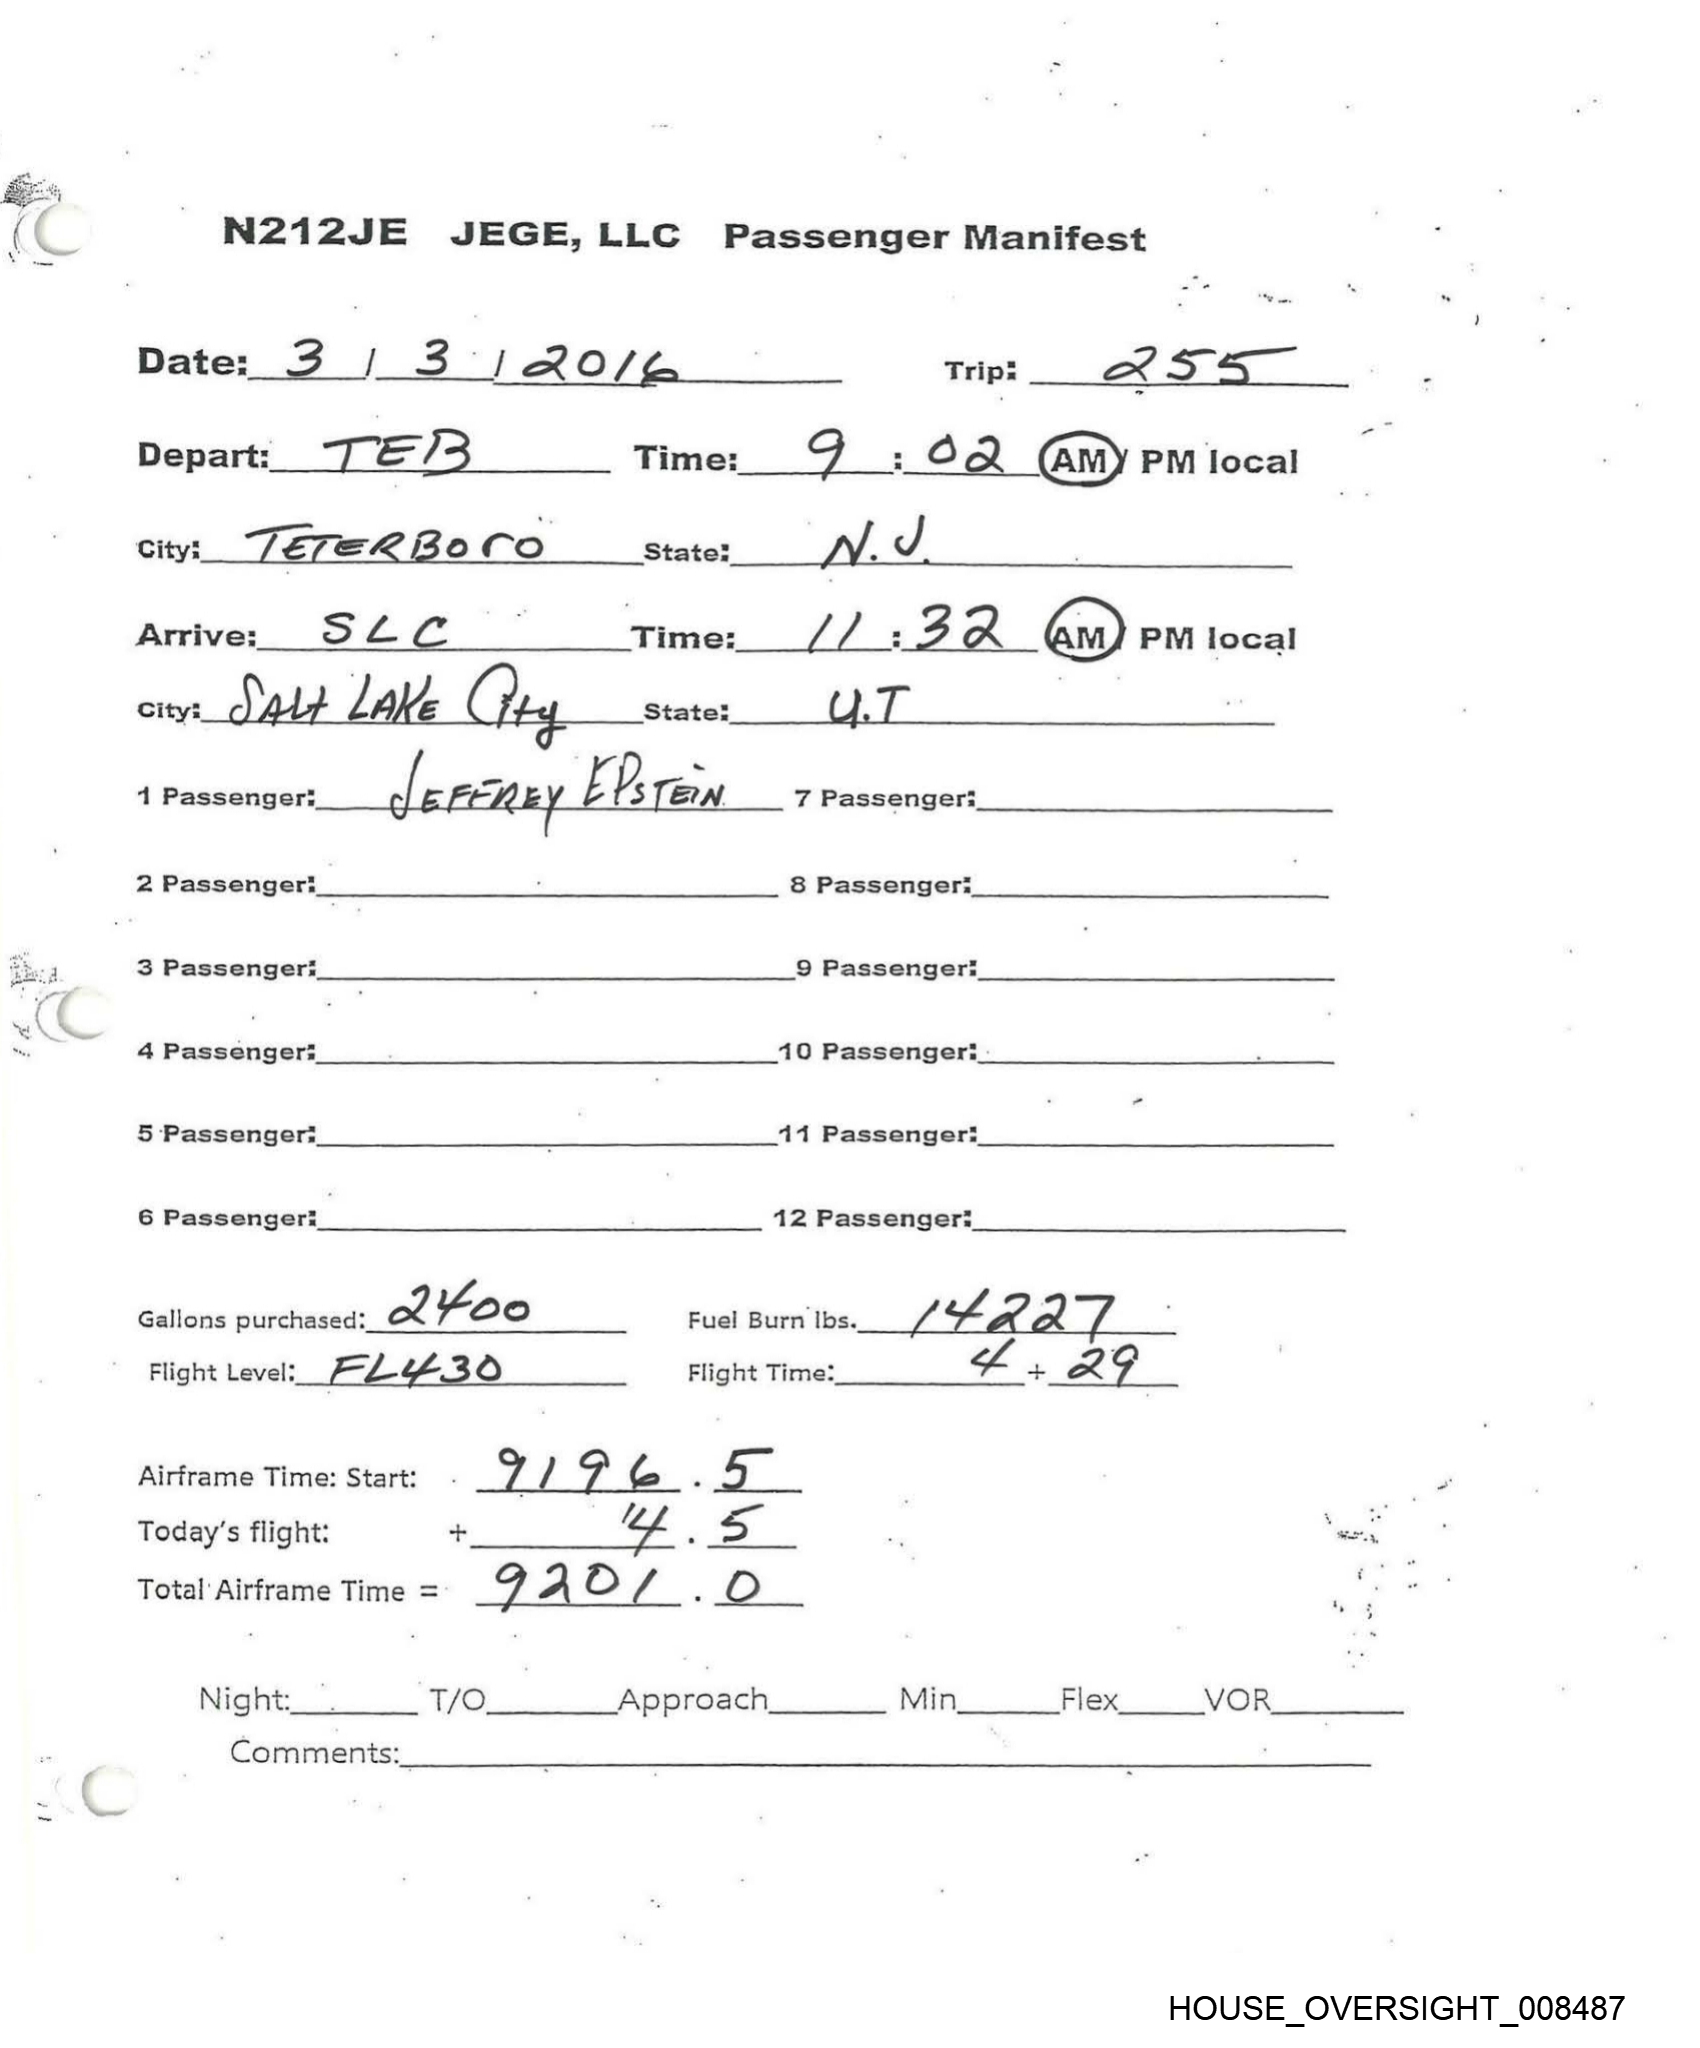 N212JE JEGE, LLC Passenger Manifest
Date: 3 / 3 / 2016 Trip: 255
Depart: TEB Time: 9 : 02 AM/ PM local
City: TETERBORO State: N.J.
Arrive: SLC Time: 11 : 32 AM/ PM local
City: SALT LAKE City State: U.T
1 Passenger: JEFFREY EPSTEIN 7 Passenger:
2 Passenger: 8 Passenger:
3 Passenger: 9 Passenger:
4 Passenger: 10 Passenger:
5 Passenger: 11 Passenger:
6 Passenger: 12 Passenger:
Gallons purchased: 2400 Fuel Burn lbs. 14227
Flight Level: FL430 Flight Time: 4 + 29
Airframe Time: Start: 9196 . 5
Today's flight: + 4 . 5
Total Airframe Time = 9201 . 0
Night: T/O Approach Min Flex VOR
Comments:
HOUSE_OVERSIGHT_008487